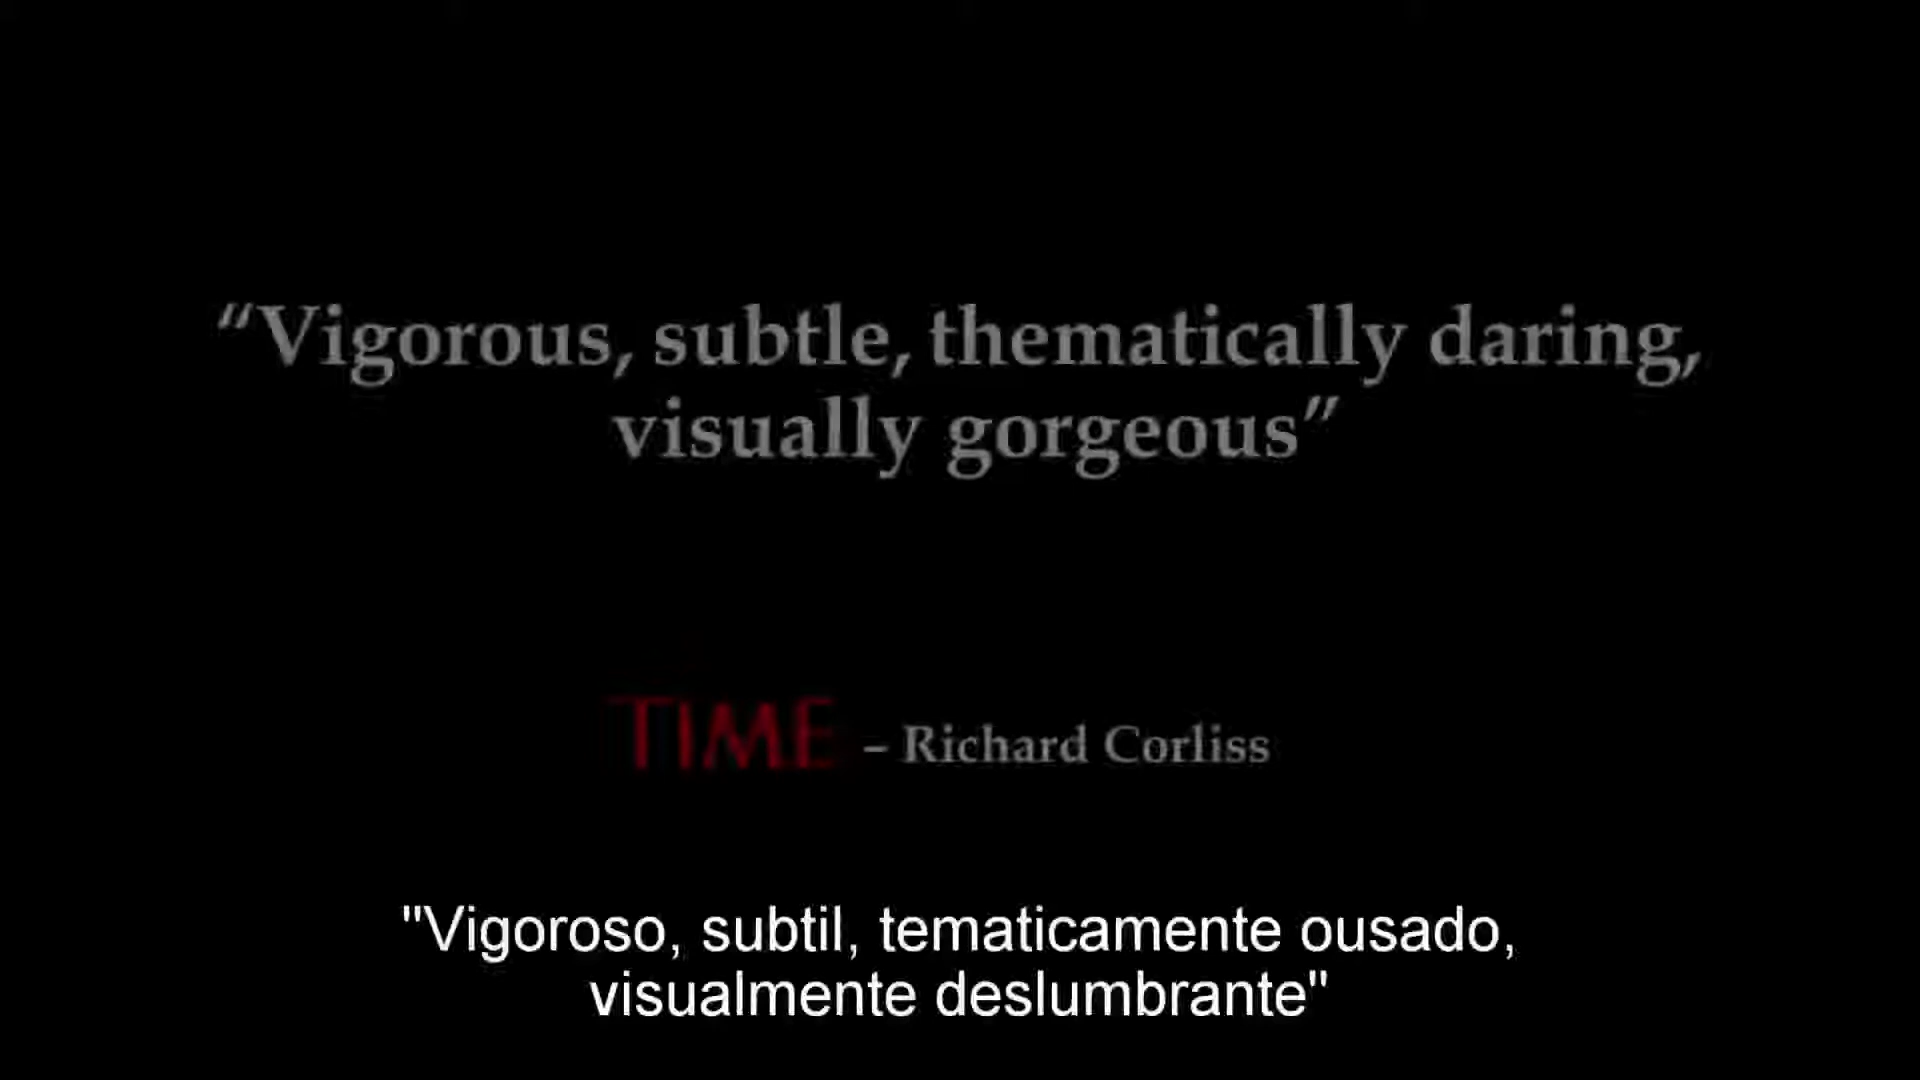 “Vigorous, subtle, thematically daring,
visually gorgeous”
TIME – Richard Corliss
"Vigoroso, subtil, tematicamente ousado,
visualmente deslumbrante"